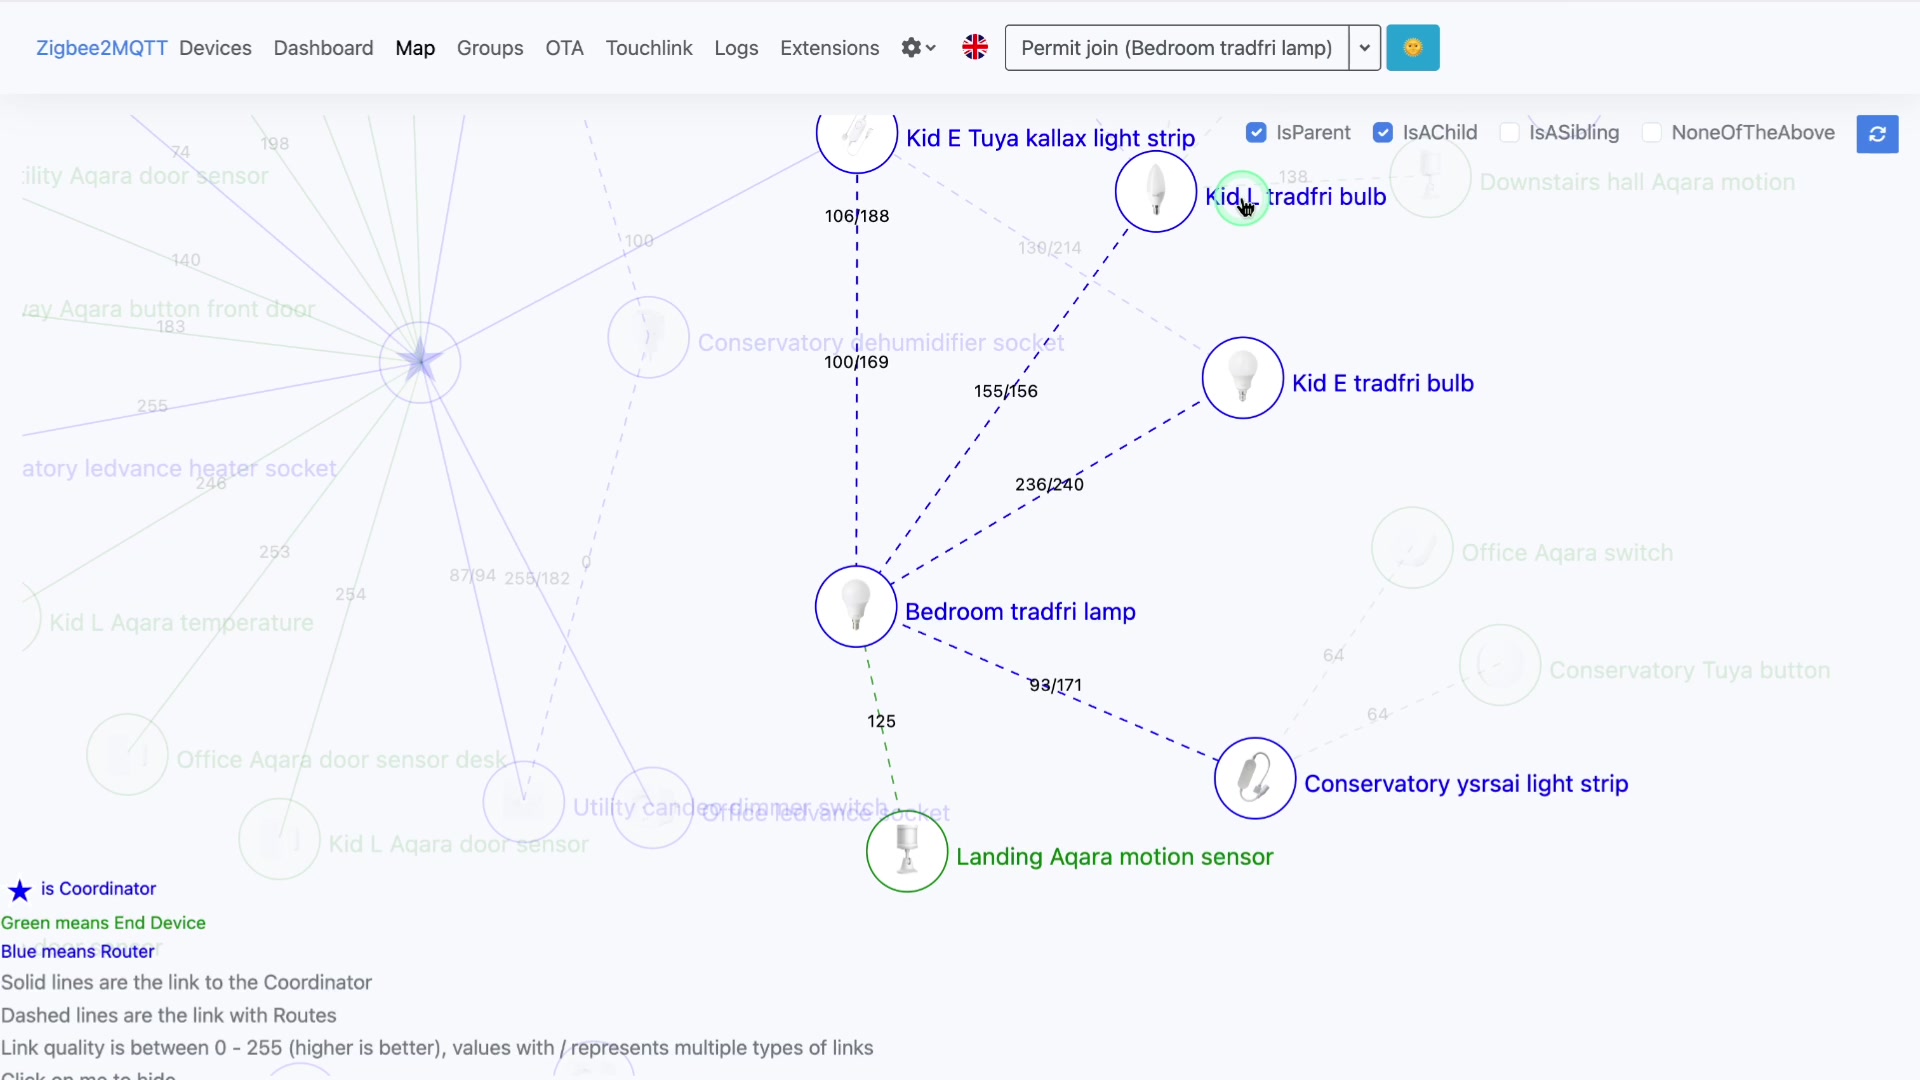 Zigbee2MQTT Devices Dashboard Map Groups OTA Touchlink Logs Extensions Permit join (Bedroom tradfri lamp)
IsParent IsAChild IsASibling NoneOfTheAbove
Kid E Tuya kallax light strip
198
74
ility Aqara door sensor
138
Downstairs hall Aqara motion
Kid L tradfri bulb
106/188
100
130/214
140
way Aqara button front door
183
Conservatory dehumidifier socket
100/169
155/156
Kid E tradfri bulb
255
atory ledvance heater socket
246
236/240
253
Office Aqara switch
0
87/94
255/182
254
Kid L Aqara temperature
Bedroom tradfri lamp
64
Conservatory Tuya button
93/171
64
125
Office Aqara door sensor desk
Conservatory ysrsai light strip
Utility candeo dimmer switch
Office ledvance socket
Kid L Aqara door sensor
Landing Aqara motion sensor
is Coordinator
Green means End Device
Blue means Router
Solid lines are the link to the Coordinator
Dashed lines are the link with Routes
Link quality is between 0 - 255 (higher is better), values with / represents multiple types of links
Click on me to hide